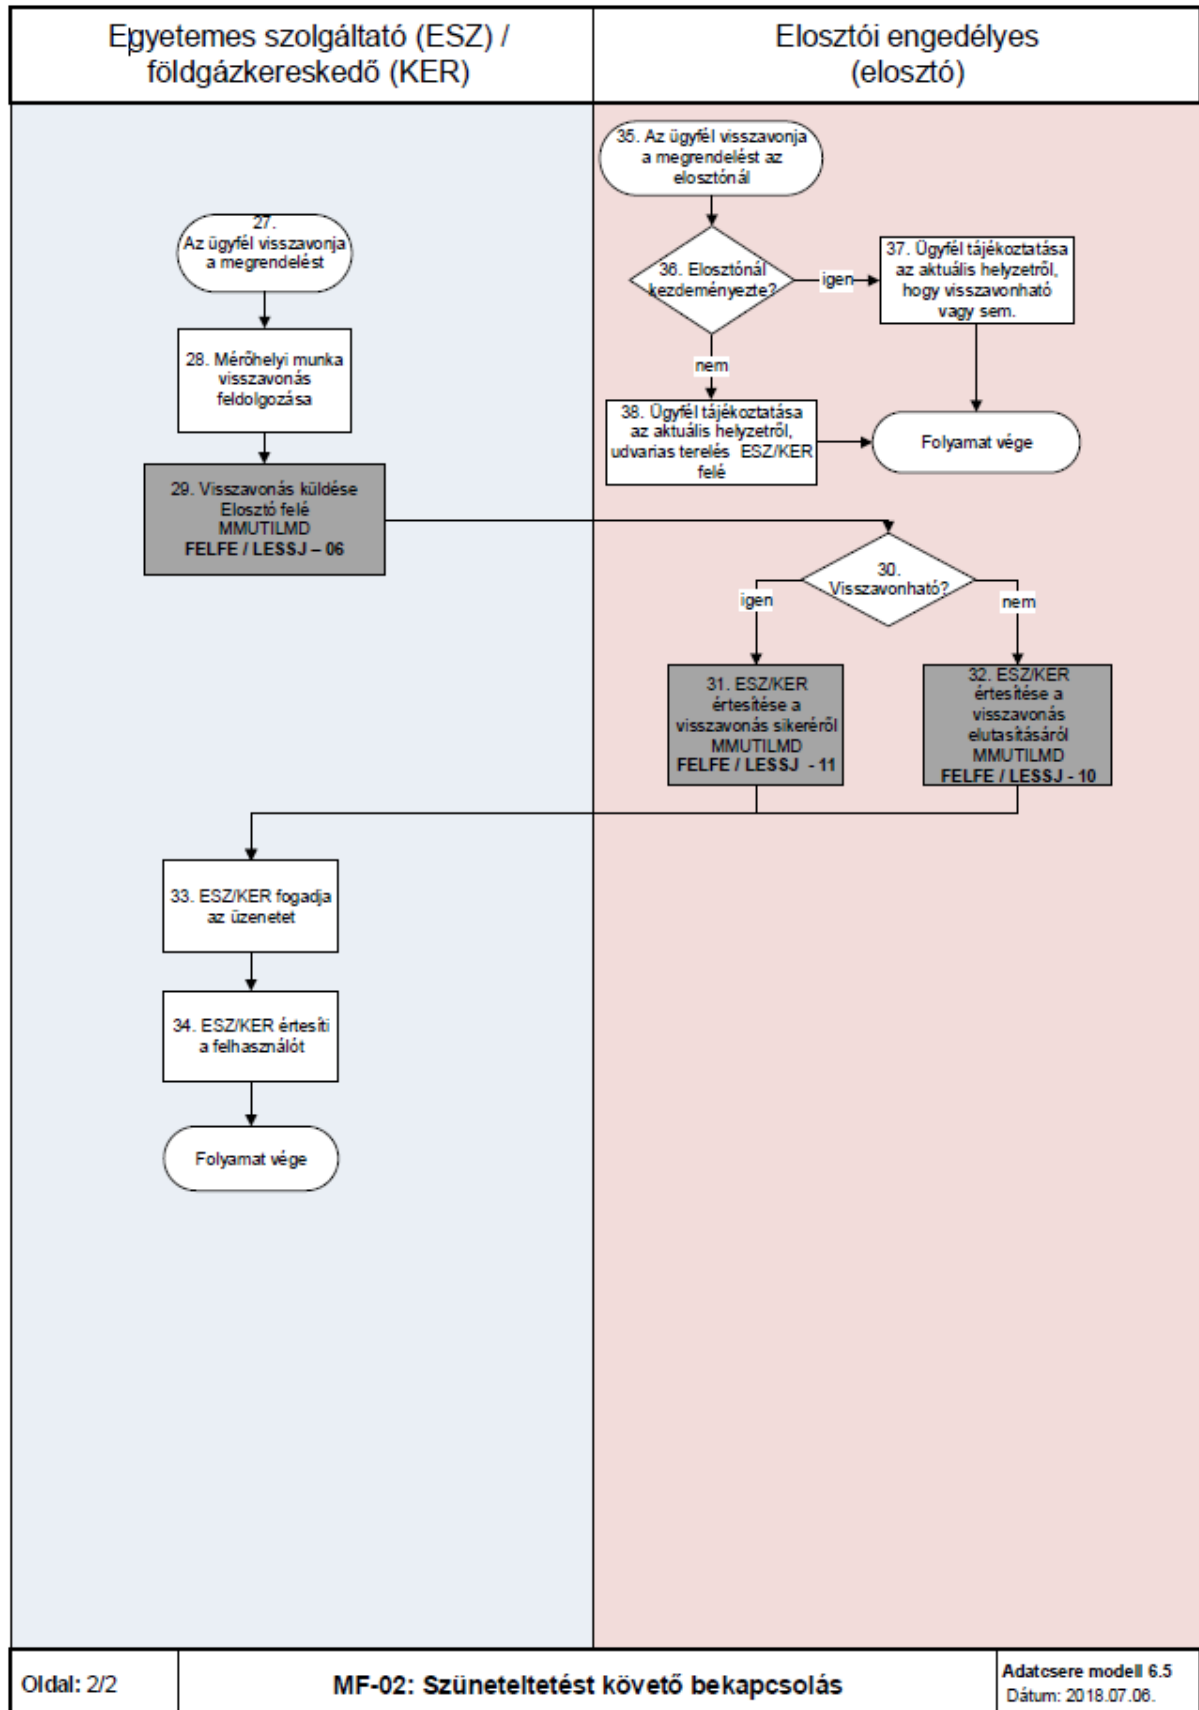 Egyetemes szolgáltató (ESZ) /
földgázkereskedő (KER)
Elosztói engedélyes
(elosztó)
35. Az ügyfél visszavonja
a megrendelést az
elosztónál
27.
Az ügyfél visszavonja
a megrendelést
36. Elosztónál
kezdeményezte?
igen
37. Ügyfél tájékoztatása
az aktuális helyzetről,
hogy visszavonható
vagy sem.
nem
28. Mérőhelyi munka
visszavonás
feldolgozása
38. Ügyfél tájékoztatása
az aktuális helyzetről,
udvarias terelés ESZ/KER
felé
Folyamat vége
29. Visszavonás küldése
Elosztó felé
MMUTILMD
FELFE / LESSJ – 06
30.
Visszavonható?
igen
nem
31. ESZ/KER
értesítése a
visszavonás sikeréről
MMUTILMD
FELFE / LESSJ - 11
32. ESZ/KER
értesítése a
visszavonás
elutasításáról
MMUTILMD
FELFE / LESSJ - 10
33. ESZ/KER fogadja
az üzenetet
34. ESZ/KER értesíti
a felhasználót
Folyamat vége
Oldal: 2/2
MF-02: Szüneteltetést követő bekapcsolás
Adatcsere modell 6.5
Dátum: 2018.07.06.